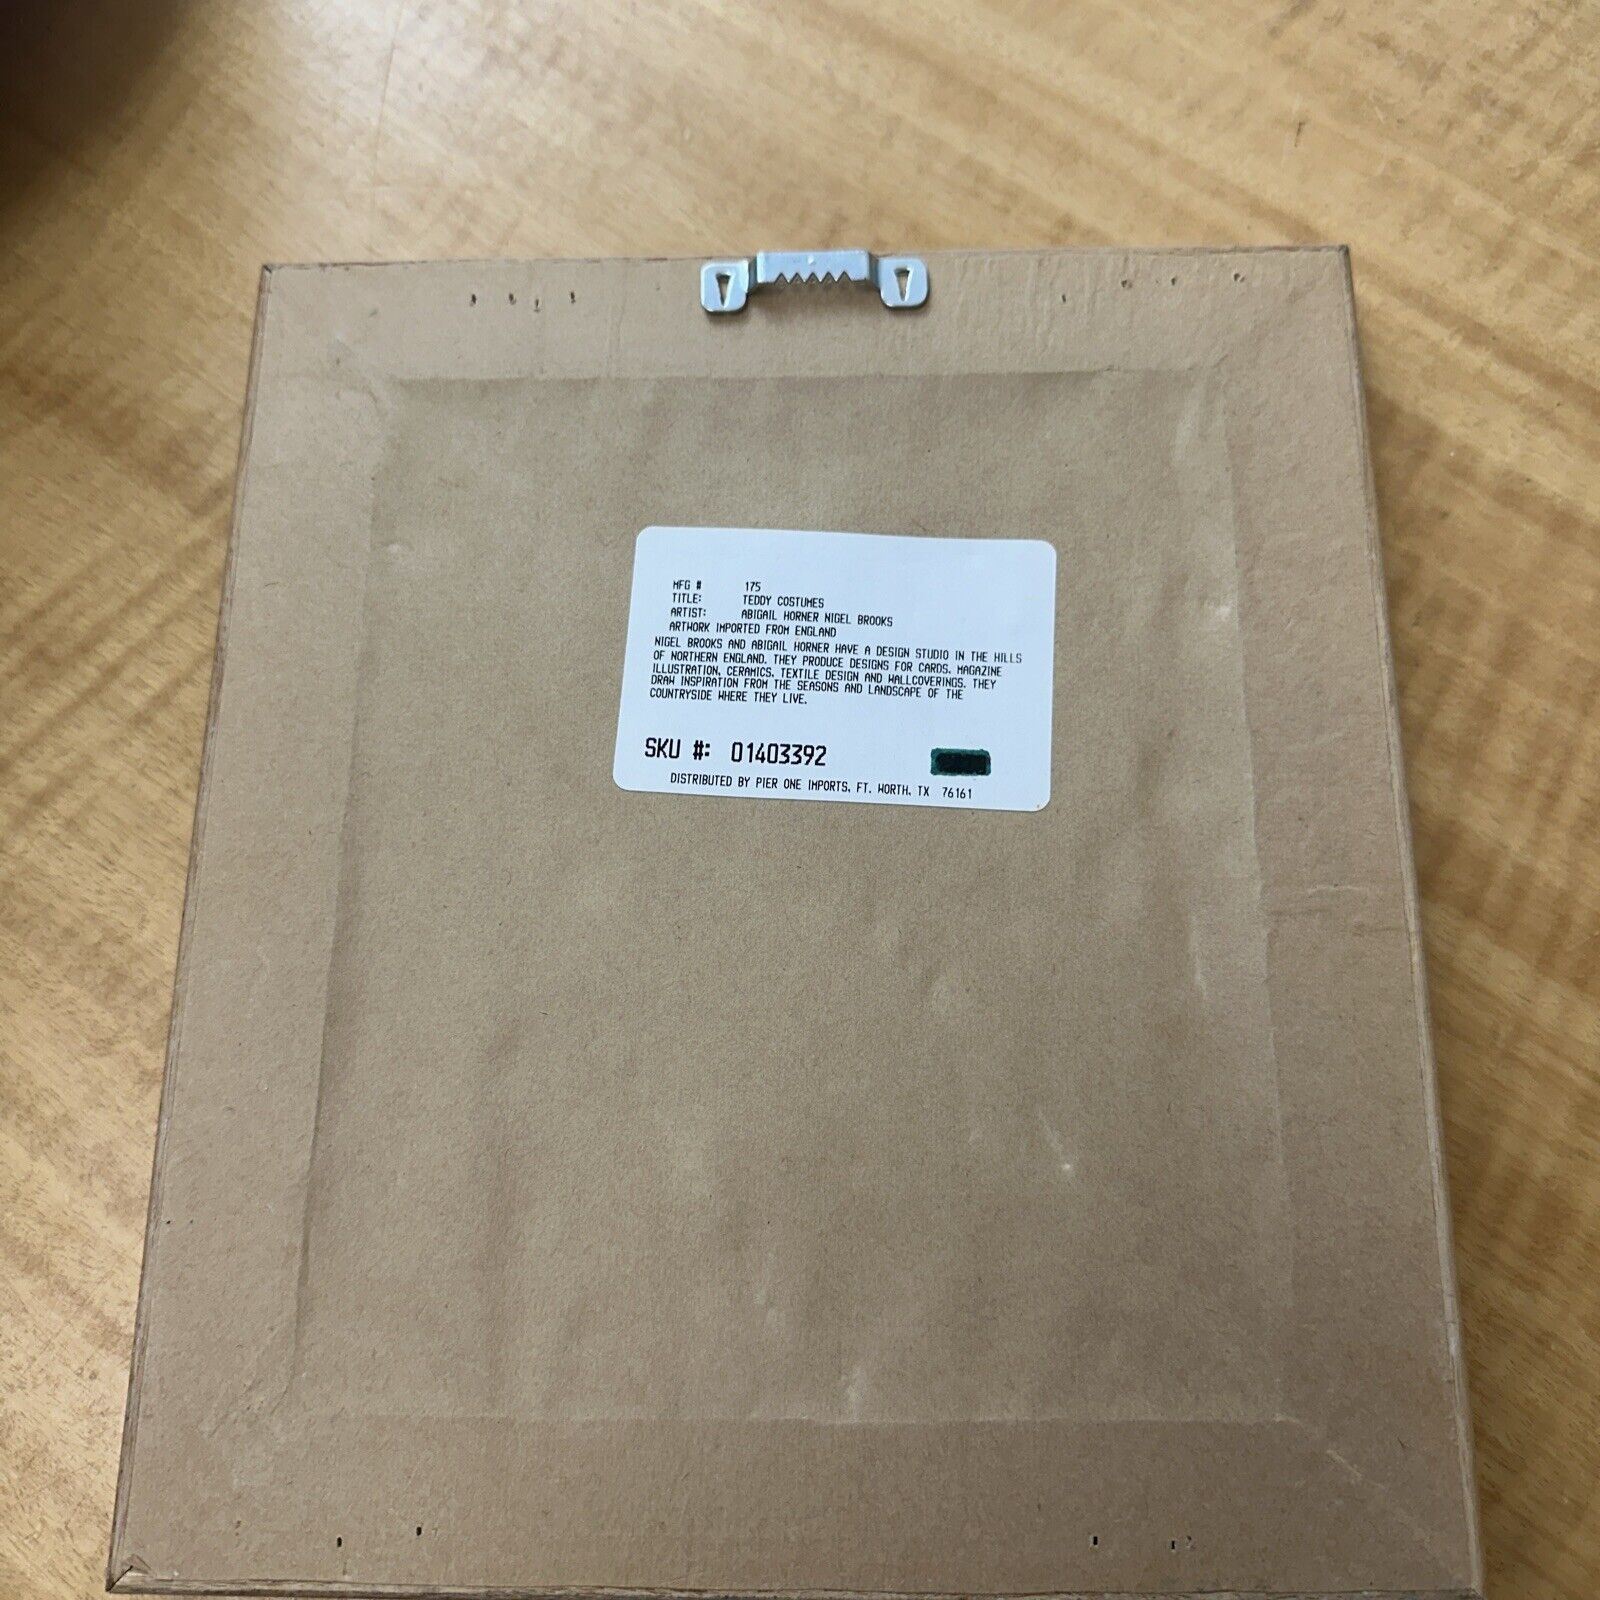 MFG # 175
TITLE: TEDDY COSTUMES
ARTIST: ABIGAIL HORNER NIGEL BROOKS
ARTWORK IMPORTED FROM ENGLAND
NIGEL BROOKS AND ABIGAIL HORNER HAVE A DESIGN STUDIO IN THE HILLS
OF NORTHERN ENGLAND. THEY PRODUCE DESIGNS FOR CARDS, MAGAZINE
ILLUSTRATION, CERAMICS, TEXTILE DESIGN AND WALLCOVERINGS. THEY
DRAW INSPIRATION FROM THE SEASONS AND LANDSCAPE OF THE
COUNTRYSIDE WHERE THEY LIVE.
SKU #: 01403392
DISTRIBUTED BY PIER ONE IMPORTS, FT. WORTH, TX 76161